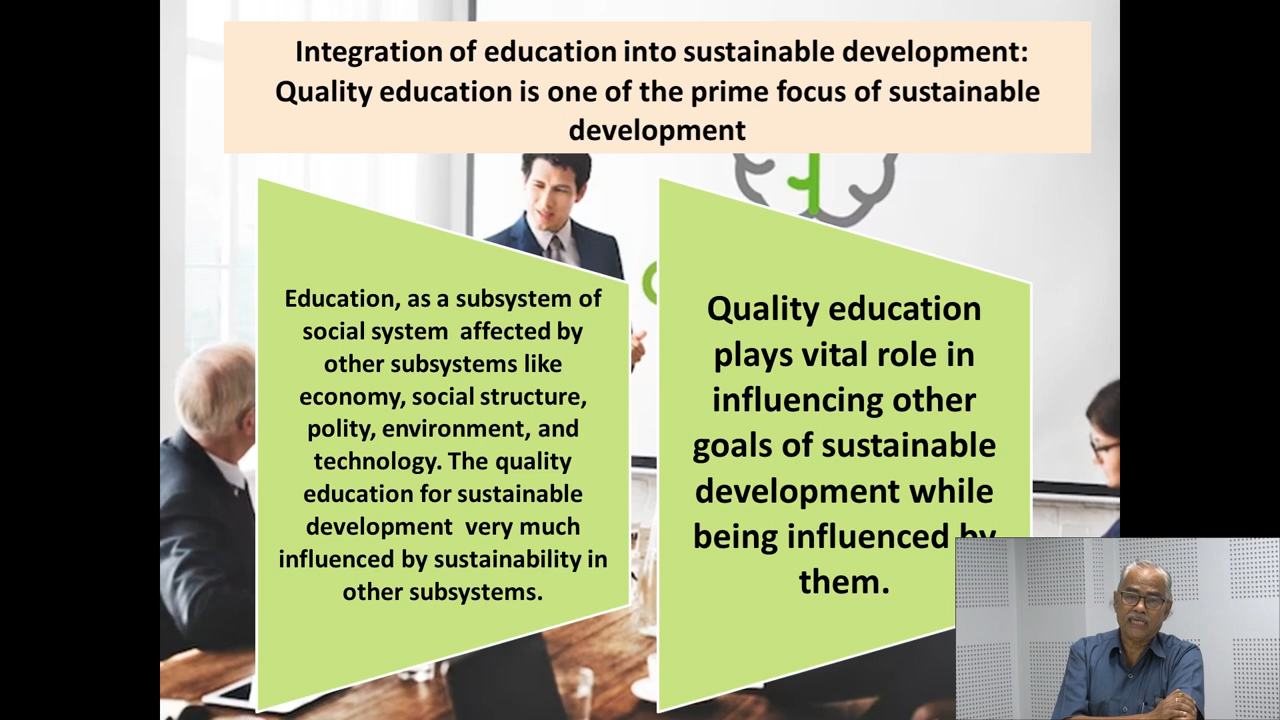 Integration of education into sustainable development:
Quality education is one of the prime focus of sustainable
development
Education, as a subsystem of
social system affected by
other subsystems like
economy, social structure,
polity, environment, and
technology. The quality
education for sustainable
development very much
influenced by sustainability in
other subsystems.
Quality education
plays vital role in
influencing other
goals of sustainable
development while
being influenced by
them.